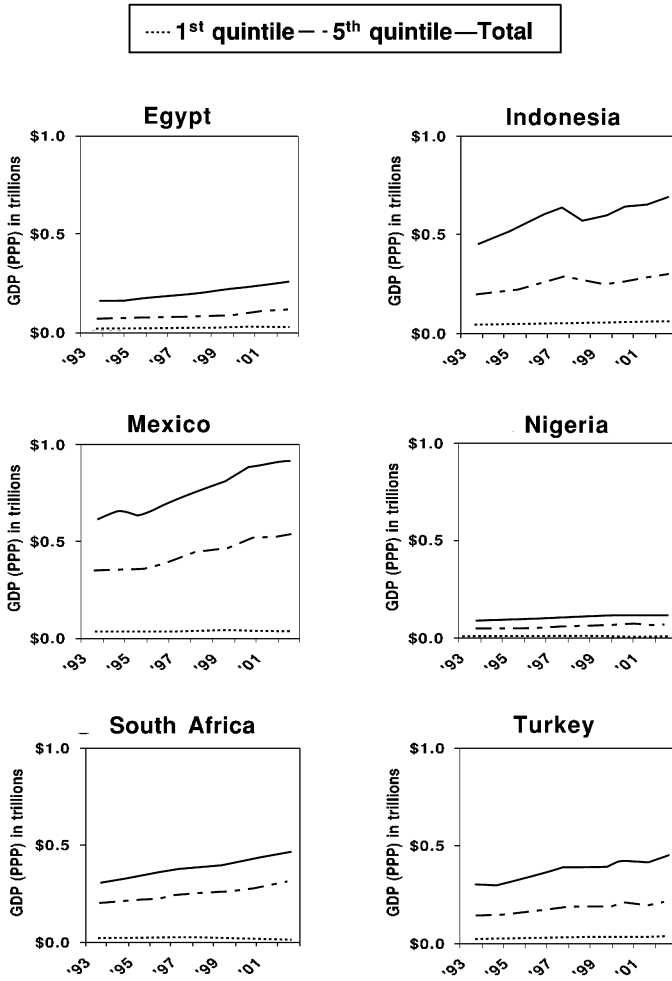 1st quintile 5th quintile Total
Egypt
GDP (PPP) in trillions
$1.0
$0.5
$0.0
'93 '95 '97 '99 '01
Indonesia
GDP (PPP) in trillions
$1.0
$0.5
$0.0
'93 '95 '97 '99 '01
Mexico
GDP (PPP) in trillions
$1.0
$0.5
$0.0
'93 '95 '97 '99 '01
Nigeria
GDP (PPP) in trillions
$1.0
$0.5
$0.0
'93 '95 '97 '99 '01
South Africa
GDP (PPP) in trillions
$1.0
$0.5
$0.0
'93 '95 '97 '99 '01
Turkey
GDP (PPP) in trillions
$1.0
$0.5
$0.0
'93 '95 '97 '99 '01